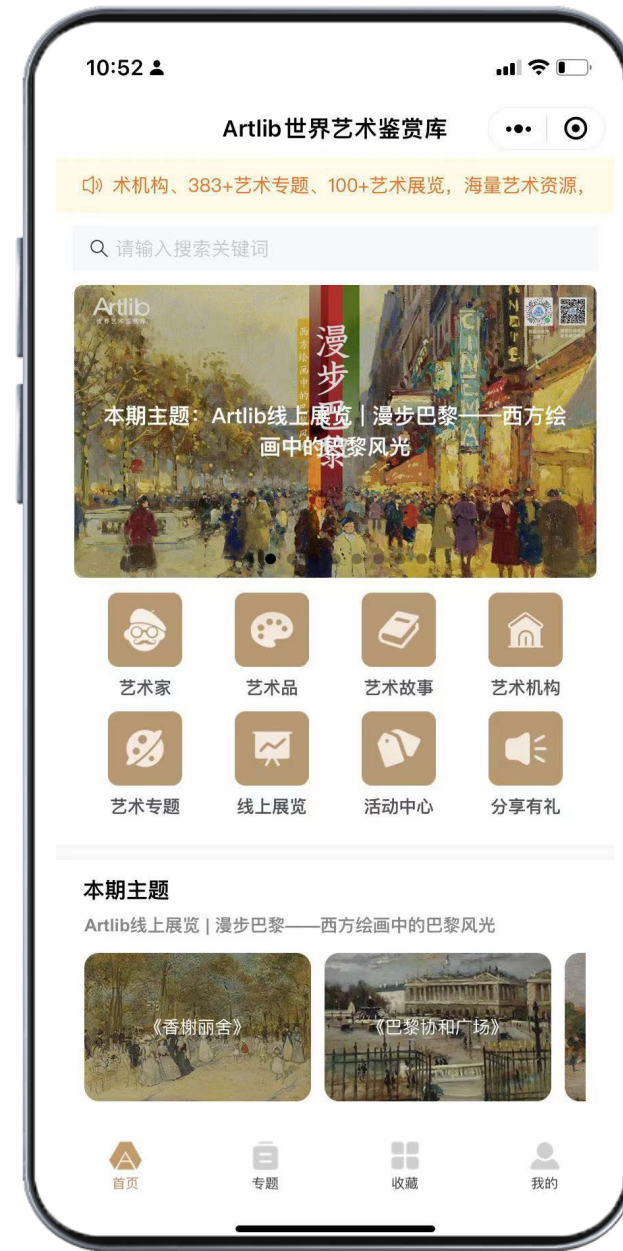 10:52
Artlib世界艺术鉴赏库
术机构、383+艺术专题、100+艺术展览，海量艺术资源，
请输入搜索关键词
Artlib
世界艺术鉴赏库
漫步巴黎
CINEMA
本期主题：Artlib线上展览 | 漫步巴黎——西方绘
画中的巴黎风光
艺术家
艺术品
艺术故事
艺术机构
艺术专题
线上展览
活动中心
分享有礼
本期主题
Artlib线上展览 | 漫步巴黎——西方绘画中的巴黎风光
《香榭丽舍》
《巴黎协和广场》
首页
专题
收藏
我的